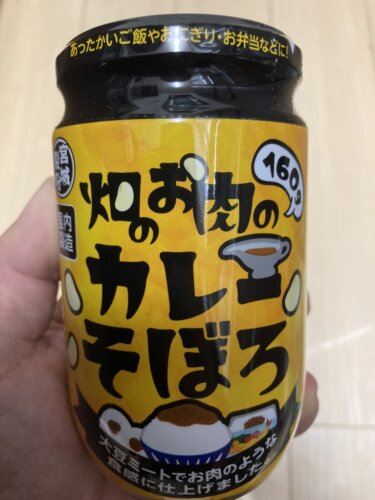 あったかいご飯やおにぎり・お弁当などに!
宮城
国内
製造
160g
畑のお肉の
カレー
そぼろ
大豆ミートでお肉のような
食感に仕上げました